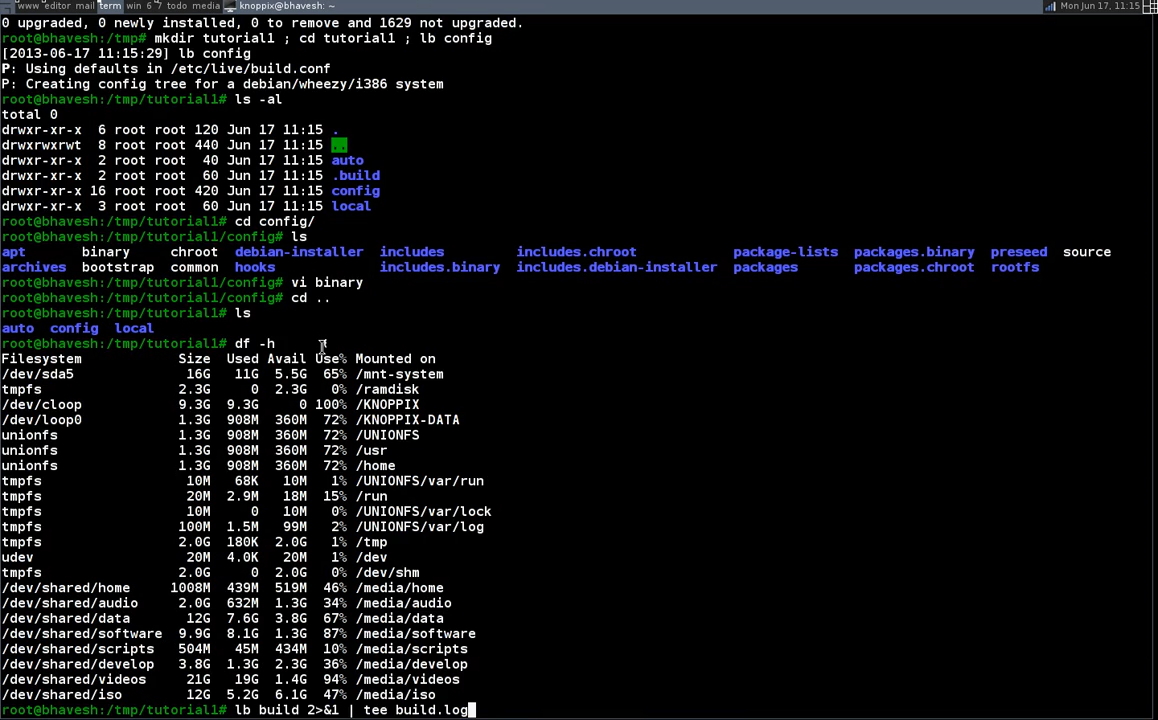 www editor mail term win 6 7 todo media knoppix@bhavesh: ~ Mon Jun 17, 11:15
0 upgraded, 0 newly installed, 0 to remove and 1629 not upgraded.
root@bhavesh:/tmp# mkdir tutorial1 ; cd tutorial1 ; lb config
[2013-06-17 11:15:29] lb config
P: Using defaults in /etc/live/build.conf
P: Creating config tree for a debian/wheezy/i386 system
root@bhavesh:/tmp/tutorial1# ls -al
total 0
drwxr-xr-x  6 root root 120 Jun 17 11:15 .
drwxrwxrwt  8 root root 440 Jun 17 11:15 ..
drwxr-xr-x  2 root root  40 Jun 17 11:15 auto
drwxr-xr-x  2 root root  60 Jun 17 11:15 .build
drwxr-xr-x 16 root root 420 Jun 17 11:15 config
drwxr-xr-x  3 root root  60 Jun 17 11:15 local
root@bhavesh:/tmp/tutorial1# cd config/
root@bhavesh:/tmp/tutorial1/config# ls
apt       binary     chroot  debian-installer  includes         includes.chroot            package-lists  packages.binary  preseed  source
archives  bootstrap  common  hooks             includes.binary  includes.debian-installer  packages       packages.chroot  rootfs
root@bhavesh:/tmp/tutorial1/config# vi binary
root@bhavesh:/tmp/tutorial1/config# cd ..
root@bhavesh:/tmp/tutorial1# ls
auto  config  local
root@bhavesh:/tmp/tutorial1# df -h
Filesystem            Size  Used Avail Use% Mounted on
/dev/sda5              16G   11G  5.5G  65% /mnt-system
tmpfs                 2.3G     0  2.3G   0% /ramdisk
/dev/cloop            9.3G  9.3G     0 100% /KNOPPIX
/dev/loop0            1.3G  908M  360M  72% /KNOPPIX-DATA
unionfs               1.3G  908M  360M  72% /UNIONFS
unionfs               1.3G  908M  360M  72% /usr
unionfs               1.3G  908M  360M  72% /home
tmpfs                  10M   68K   10M   1% /UNIONFS/var/run
tmpfs                  20M  2.9M   18M  15% /run
tmpfs                  10M     0   10M   0% /UNIONFS/var/lock
tmpfs                 100M  1.5M   99M   2% /UNIONFS/var/log
tmpfs                 2.0G  180K  2.0G   1% /tmp
udev                   20M  4.0K   20M   1% /dev
tmpfs                 2.0G     0  2.0G   0% /dev/shm
/dev/shared/home     1008M  439M  519M  46% /media/home
/dev/shared/audio     2.0G  632M  1.3G  34% /media/audio
/dev/shared/data       12G  7.6G  3.8G  67% /media/data
/dev/shared/software  9.9G  8.1G  1.3G  87% /media/software
/dev/shared/scripts   504M   45M  434M  10% /media/scripts
/dev/shared/develop   3.8G  1.3G  2.3G  36% /media/develop
/dev/shared/videos     21G   19G  1.4G  94% /media/videos
/dev/shared/iso        12G  5.2G  6.1G  47% /media/iso
root@bhavesh:/tmp/tutorial1# lb build 2>&1 | tee build.log